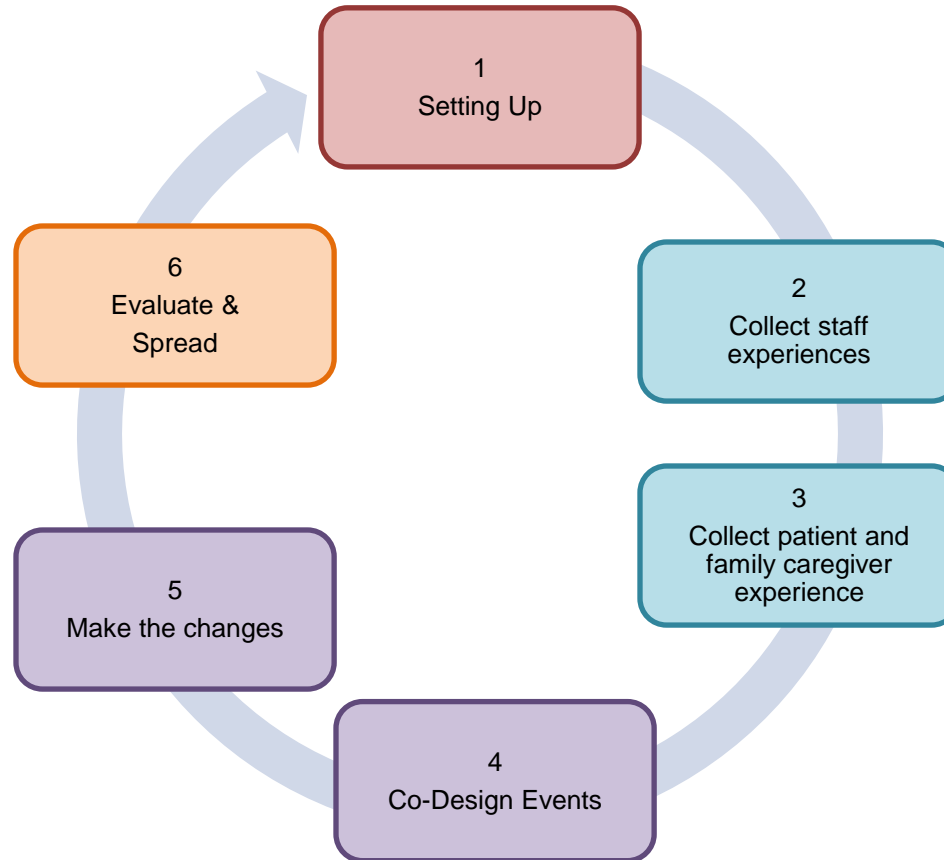 1
Setting Up
2
Collect staff
experiences
3
Collect patient and
family caregiver
experience
4
Co-Design Events
5
Make the changes
6
Evaluate &
Spread